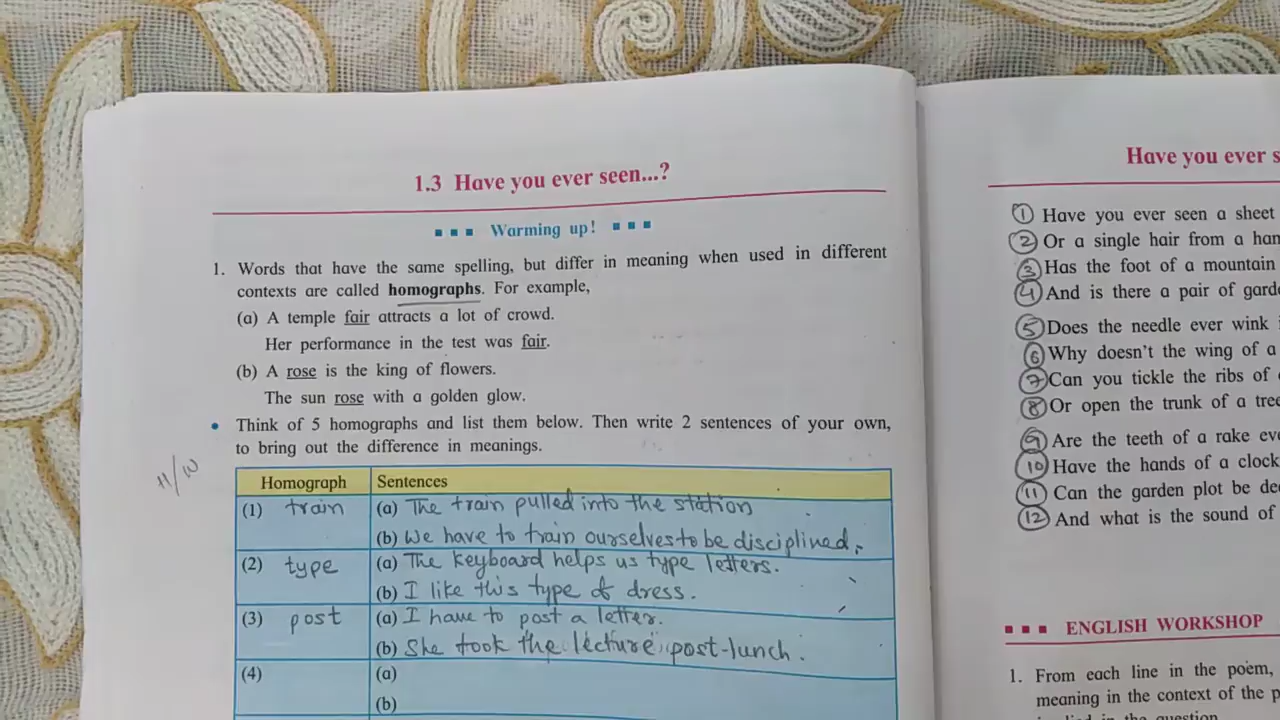 1.3 Have you ever seen...?
Warming up!
1. Words that have the same spelling, but differ in meaning when used in different
contexts are called homographs. For example,
(a) A temple fair attracts a lot of crowd.
Her performance in the test was fair.
(b) A rose is the king of flowers.
The sun rose with a golden glow.
• Think of 5 homographs and list them below. Then write 2 sentences of your own,
to bring out the difference in meanings.
11/10
Homograph Sentences
(1) train (a) The train pulled into the station
(b) We have to train ourselves to be disciplined.
(2) type (a) The keyboard helps us type letters.
(b) I like this type of dress.
(3) post (a) I have to post a letter.
(b) She took the lecture post-lunch.
(4) (a)
(b)
Have you ever s
1 Have you ever seen a sheet
2 Or a single hair from a ham
3 Has the foot of a mountain
4 And is there a pair of garde
5 Does the needle ever wink
6 Why doesn't the wing of a
7 Can you tickle the ribs of
8 Or open the trunk of a tree
9 Are the teeth of a rake eve
10 Have the hands of a clock
11 Can the garden plot be de
12 And what is the sound of
ENGLISH WORKSHOP
1. From each line in the poem,
meaning in the context of the p
in the question